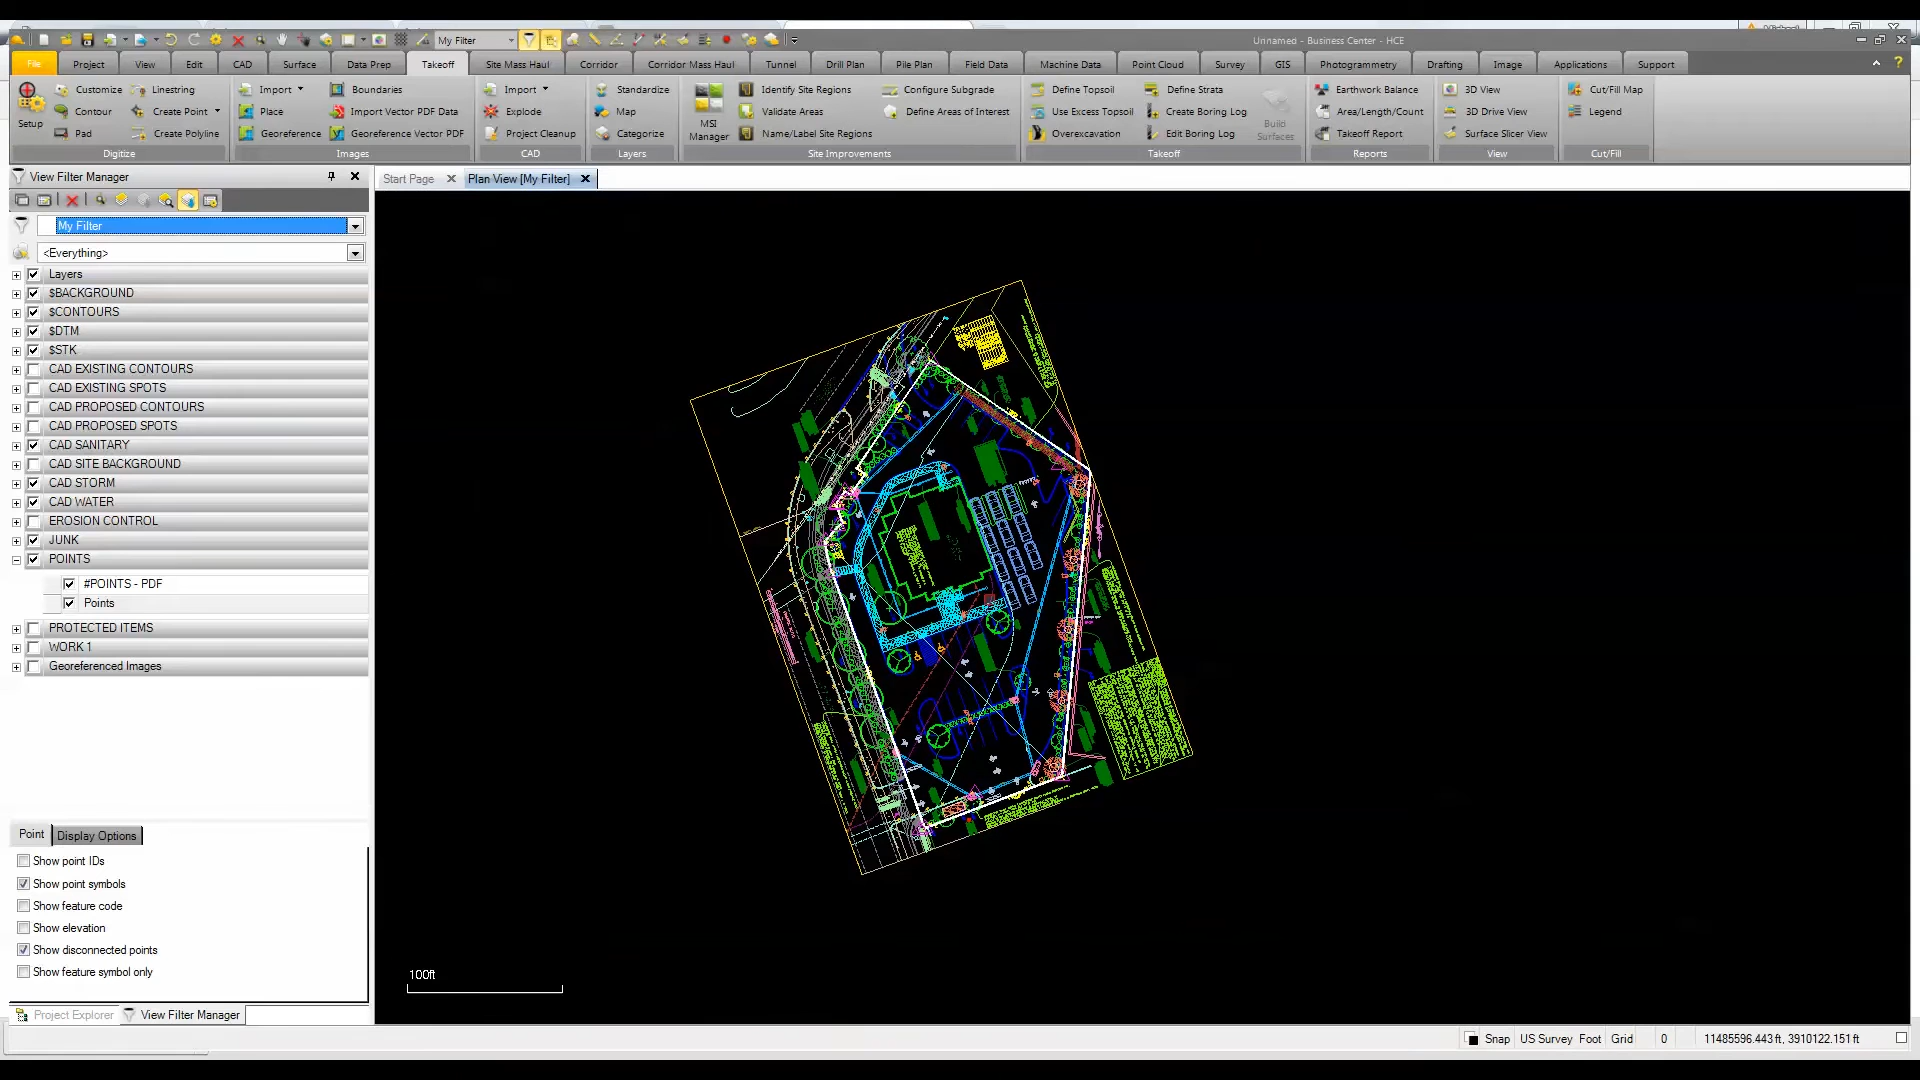 My Filter
Unnamed - Business Center - HCE
File Project View Edit CAD Surface Data Prep Takeoff Site Mass Haul Corridor Corridor Mass Haul Tunnel Drill Plan Pile Plan Field Data Machine Data Point Cloud Survey GIS Photogrammetry Drafting Image Applications Support
Setup
Customize Linestring
Contour Create Point
Pad Create Polyline
Digitize
Import Boundaries
Place Import Vector PDF Data
Georeference Georeference Vector PDF
Images
Import
Explode
Project Cleanup
CAD
Standardize
Map
Categorize
Layers
MSI Manager
Identify Site Regions Configure Subgrade
Validate Areas Define Areas of Interest
Name/Label Site Regions
Site Improvements
Define Topsoil Define Strata
Use Excess Topsoil Create Boring Log
Overexcavation Edit Boring Log
Build Surfaces
Takeoff
Earthwork Balance
Area/Length/Count
Takeoff Report
Reports
3D View
3D Drive View
Surface Slicer View
View
Cut/Fill Map
Legend
Cut/Fill
View Filter Manager
Start Page
Plan View [My Filter]
My Filter
<Everything>
Layers
$BACKGROUND
$CONTOURS
$DTM
$STK
CAD EXISTING CONTOURS
CAD EXISTING SPOTS
CAD PROPOSED CONTOURS
CAD PROPOSED SPOTS
CAD SANITARY
CAD SITE BACKGROUND
CAD STORM
CAD WATER
EROSION CONTROL
JUNK
POINTS
#POINTS - PDF
Points
PROTECTED ITEMS
WORK 1
Georeferenced Images
Point Display Options
Show point IDs
Show point symbols
Show feature code
Show elevation
Show disconnected points
Show feature symbol only
100ft
Project Explorer View Filter Manager
Snap US Survey Foot Grid 0 11485596.443 ft, 3910122.151 ft